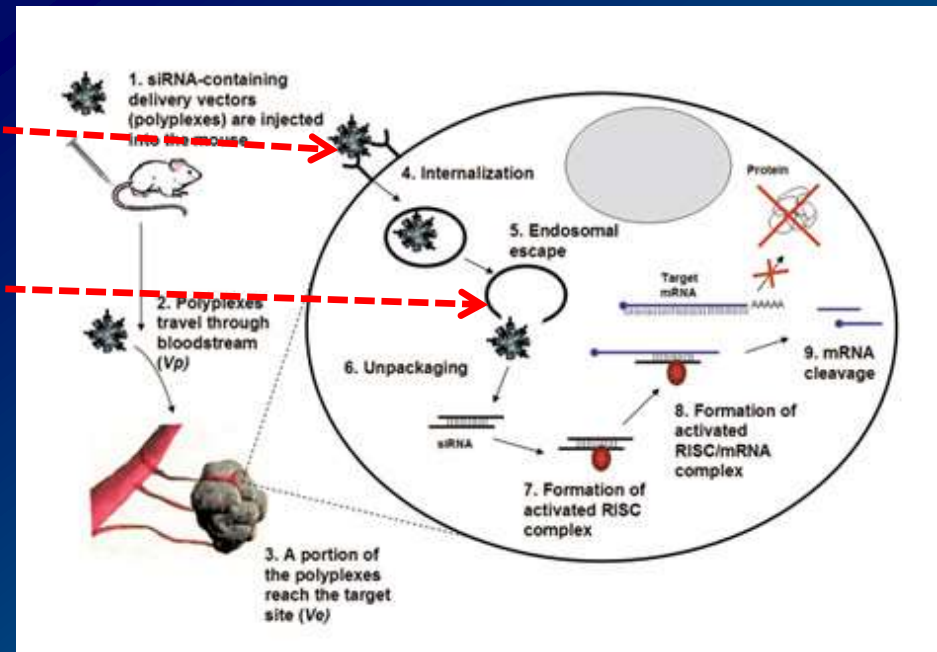 1. siRNA-containing
delivery vectors
(polyplexes) are injected
into the mouse
2. Polyplexes
travel through
bloodstream
(Vp)
3. A portion of
the polyplexes
reach the target
site (Ve)
4. Internalization
5. Endosomal
escape
6. Unpackaging
siRNA
7. Formation of
activated RISC
complex
8. Formation of
activated
RISC/mRNA
complex
Target
mRNA
AAAAA
Protein
9. mRNA
cleavage